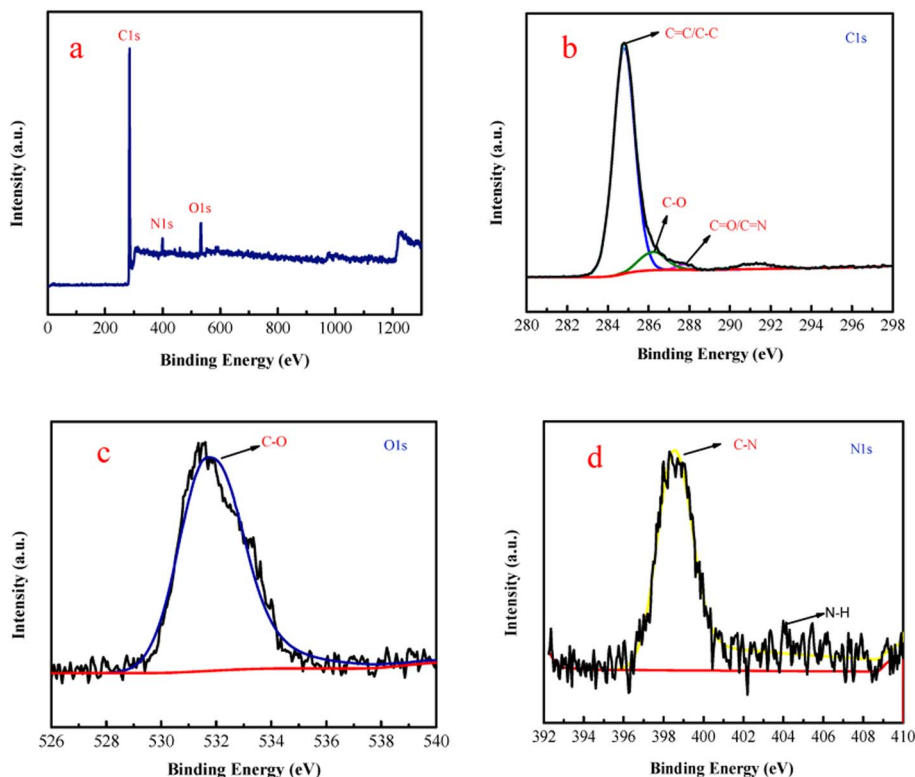 a
C1s
N1s
O1s
Intensity (a.u.)
0 200 400 600 800 1000 1200
Binding Energy (eV)
b
C=C/C-C
C1s
C-O
C=O/C=N
Intensity (a.u.)
280 282 284 286 288 290 292 294 296 298
Binding Energy (eV)
c
C-O
O1s
Intensity (a.u.)
526 528 530 532 534 536 538 540
Binding Energy (eV)
d
C-N
N1s
N-H
Intensity (a.u.)
392 394 396 398 400 402 404 406 408 410
Binding Energy (eV)